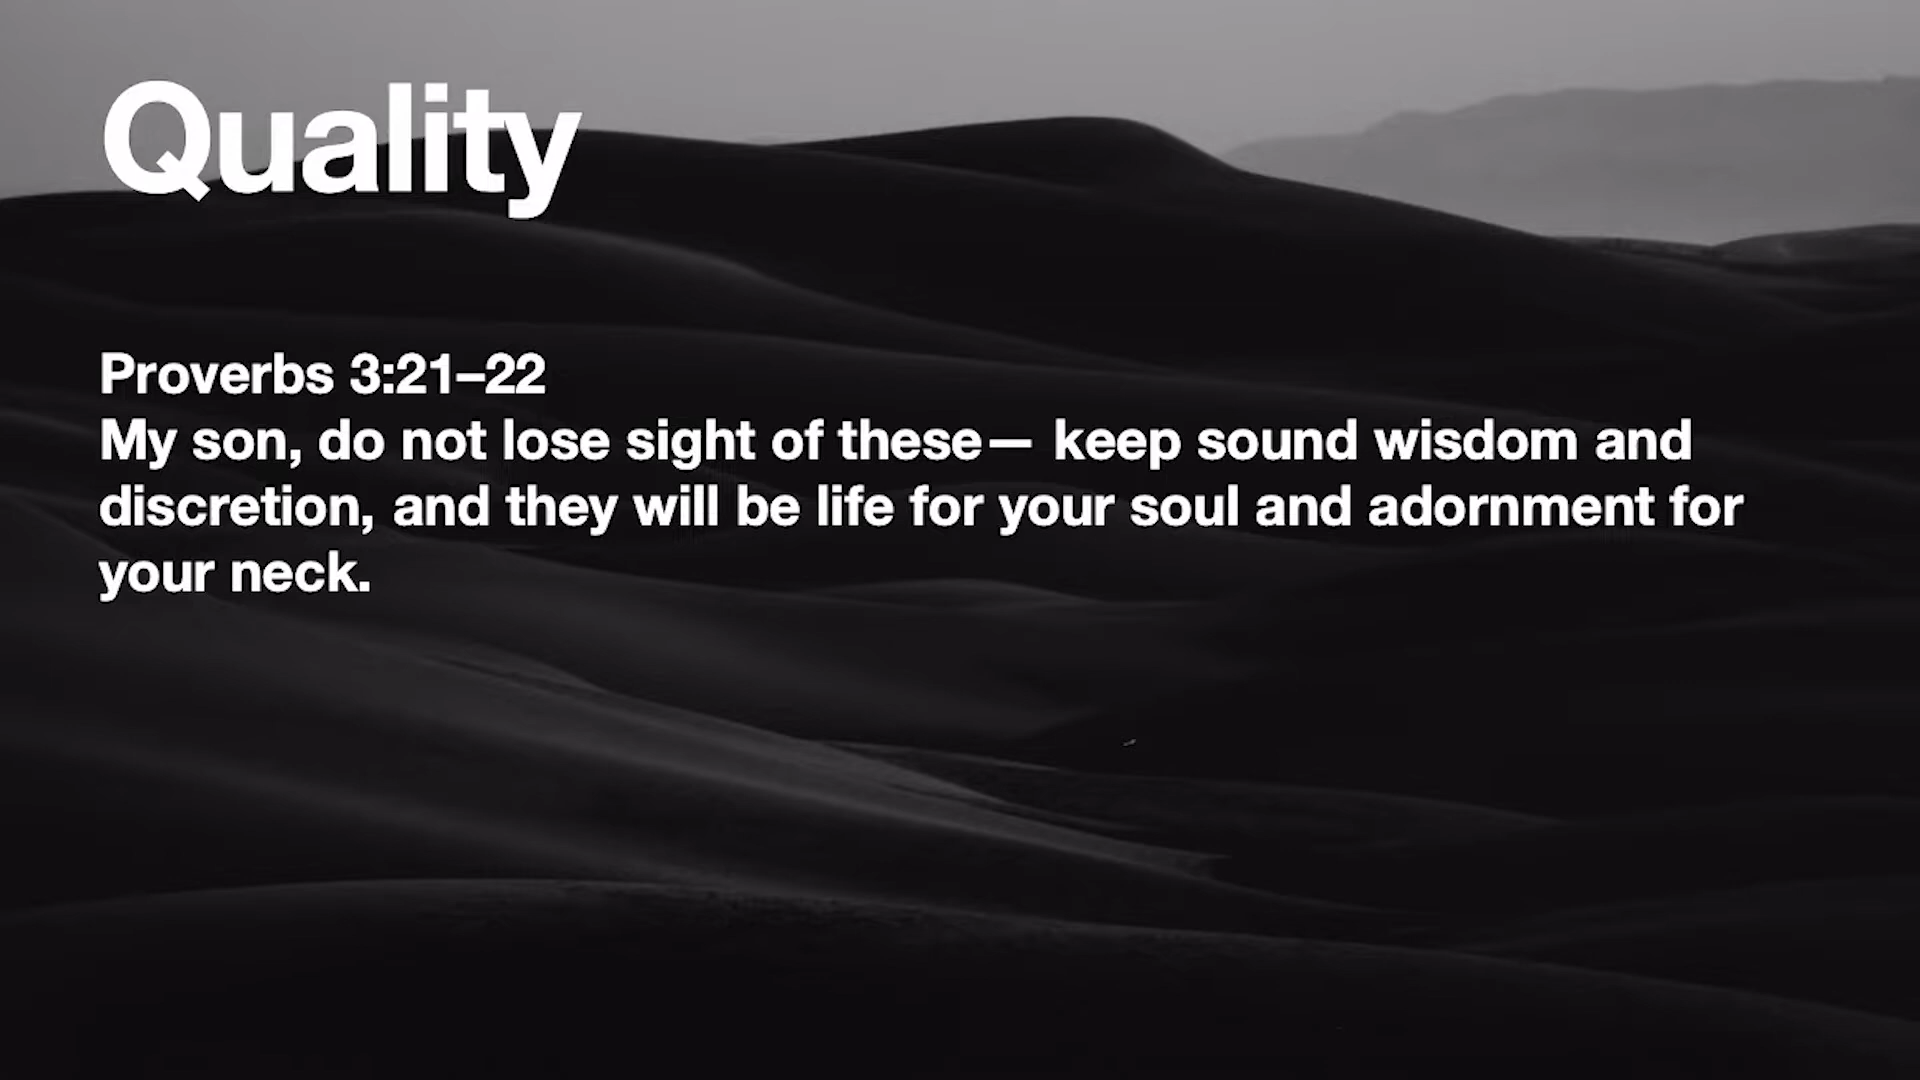 Quality
Proverbs 3:21–22
My son, do not lose sight of these— keep sound wisdom and
discretion, and they will be life for your soul and adornment for
your neck.